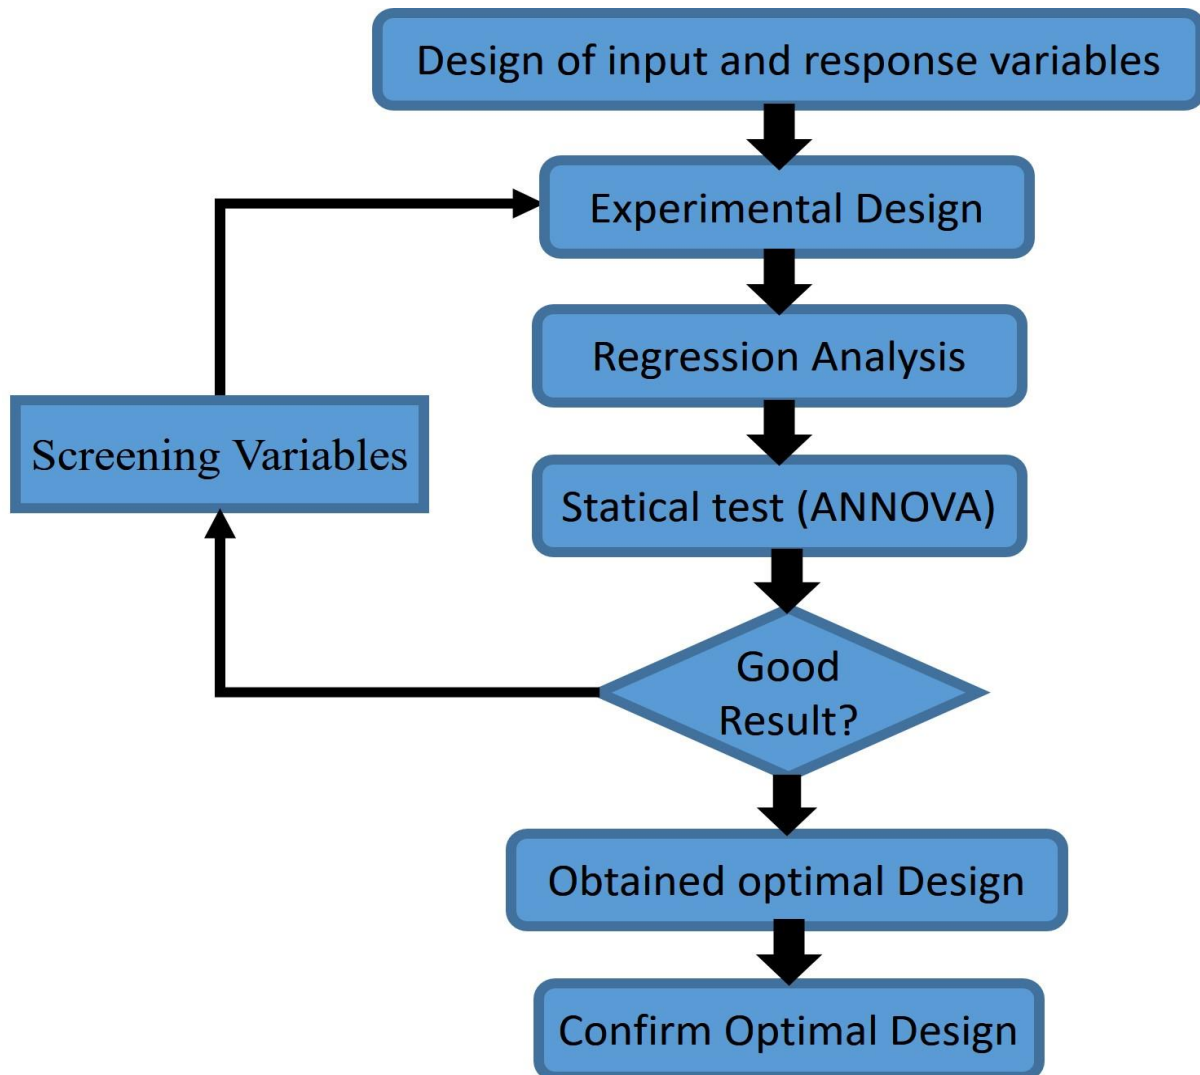 Design of input and response variables
Experimental Design
Regression Analysis
Screening Variables
Statical test (ANNOVA)
Good
Result?
Obtained optimal Design
Confirm Optimal Design